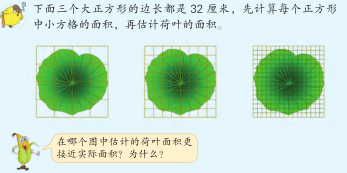 下面三个大正方形的边长都是 32 厘米，先计算每个正方形
中小方格的面积，再估计荷叶的面积。
在哪个图中估计的荷叶面积更
接近实际面积？为什么？